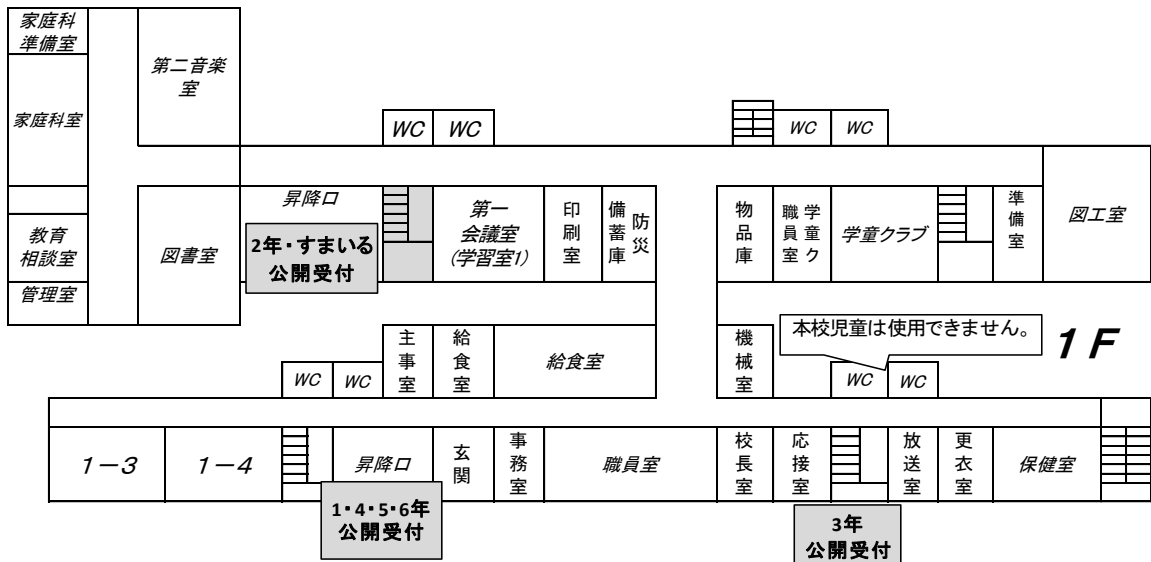 家庭科
準備室
第二音楽
室
家庭科室
WC
WC
WC
WC
昇降口
第一
会議室
(学習室1)
印刷室
防災
備蓄庫
物品庫
学童ク
職員室
学童クラブ
準備室
図工室
教育
相談室
図書室
2年・すまいる
公開受付
管理室
本校児童は使用できません。
1F
主事室
給食室
給食室
機械室
WC
WC
WC
WC
1-3
1-4
昇降口
玄関
事務室
職員室
校長室
応接室
放送室
更衣室
保健室
1・4・5・6年
公開受付
3年
公開受付